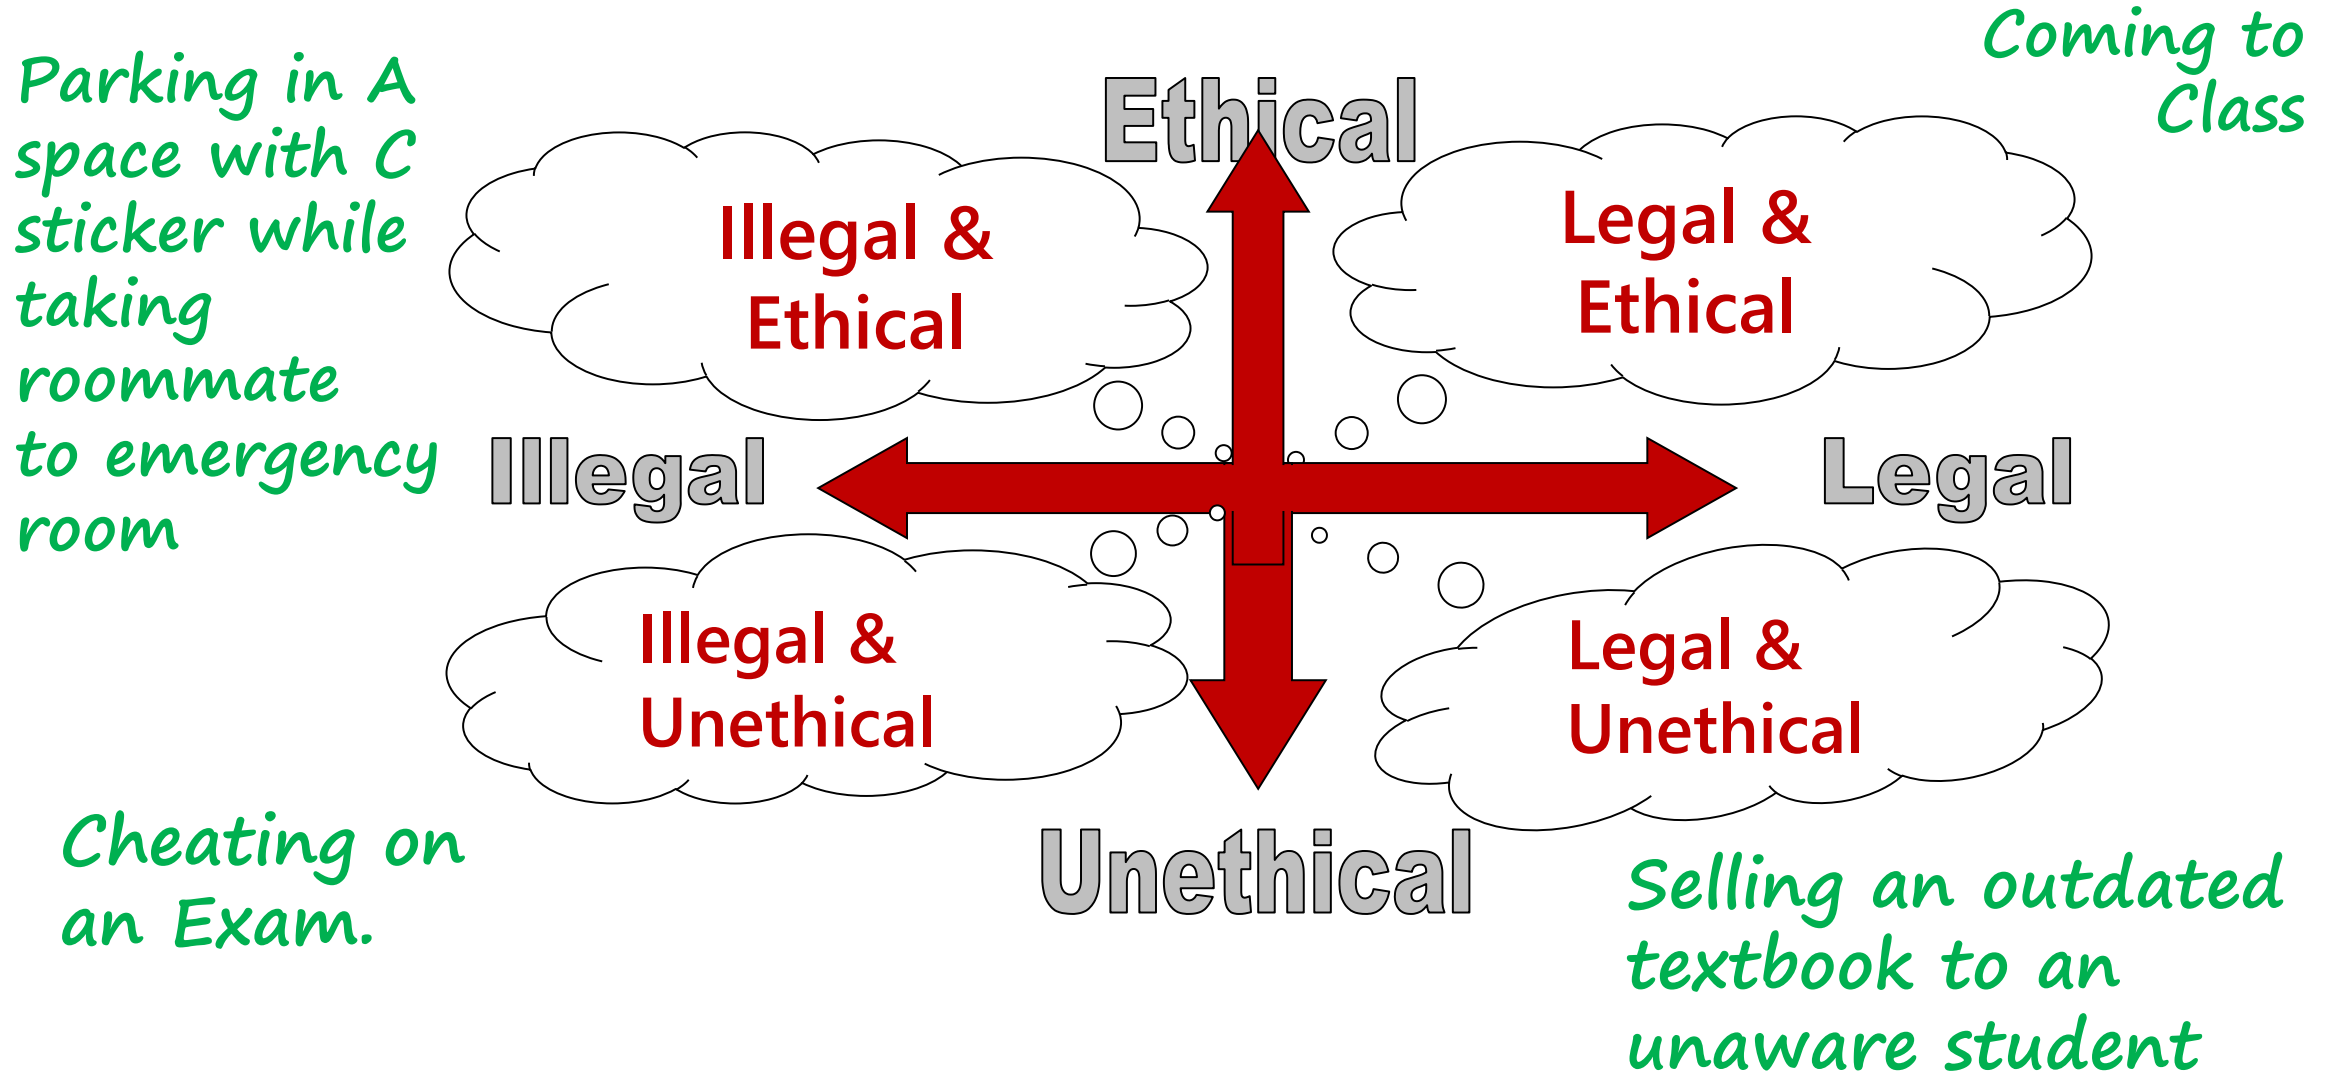 Coming to
Class
Parking in A
space with C
sticker while
taking
roommate
to emergency
room
Ethical
Illegal &
Ethical
Legal &
Ethical
Illegal
Legal
Illegal &
Unethical
Legal &
Unethical
Unethical
Cheating on
an Exam.
Selling an outdated
textbook to an
unaware student